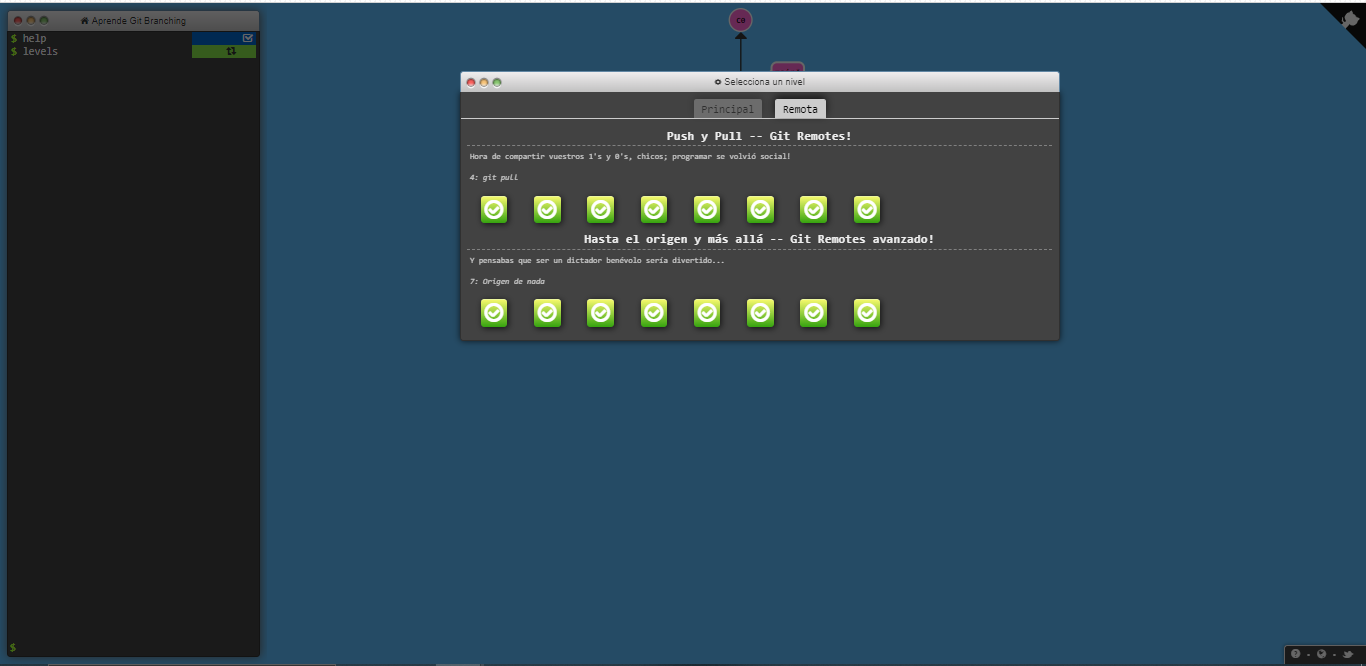 Aprende Git Branching
$ help
$ levels
$
c0
Selecciona un nivel
Principal
Remota
Push y Pull -- Git Remotes!
Hora de compartir vuestros 1's y 0's, chicos; programar se volvió social!
4: git pull
Hasta el origen y más allá -- Git Remotes avanzado!
Y pensabas que ser un dictador benévolo sería divertido...
7: Origen de nada